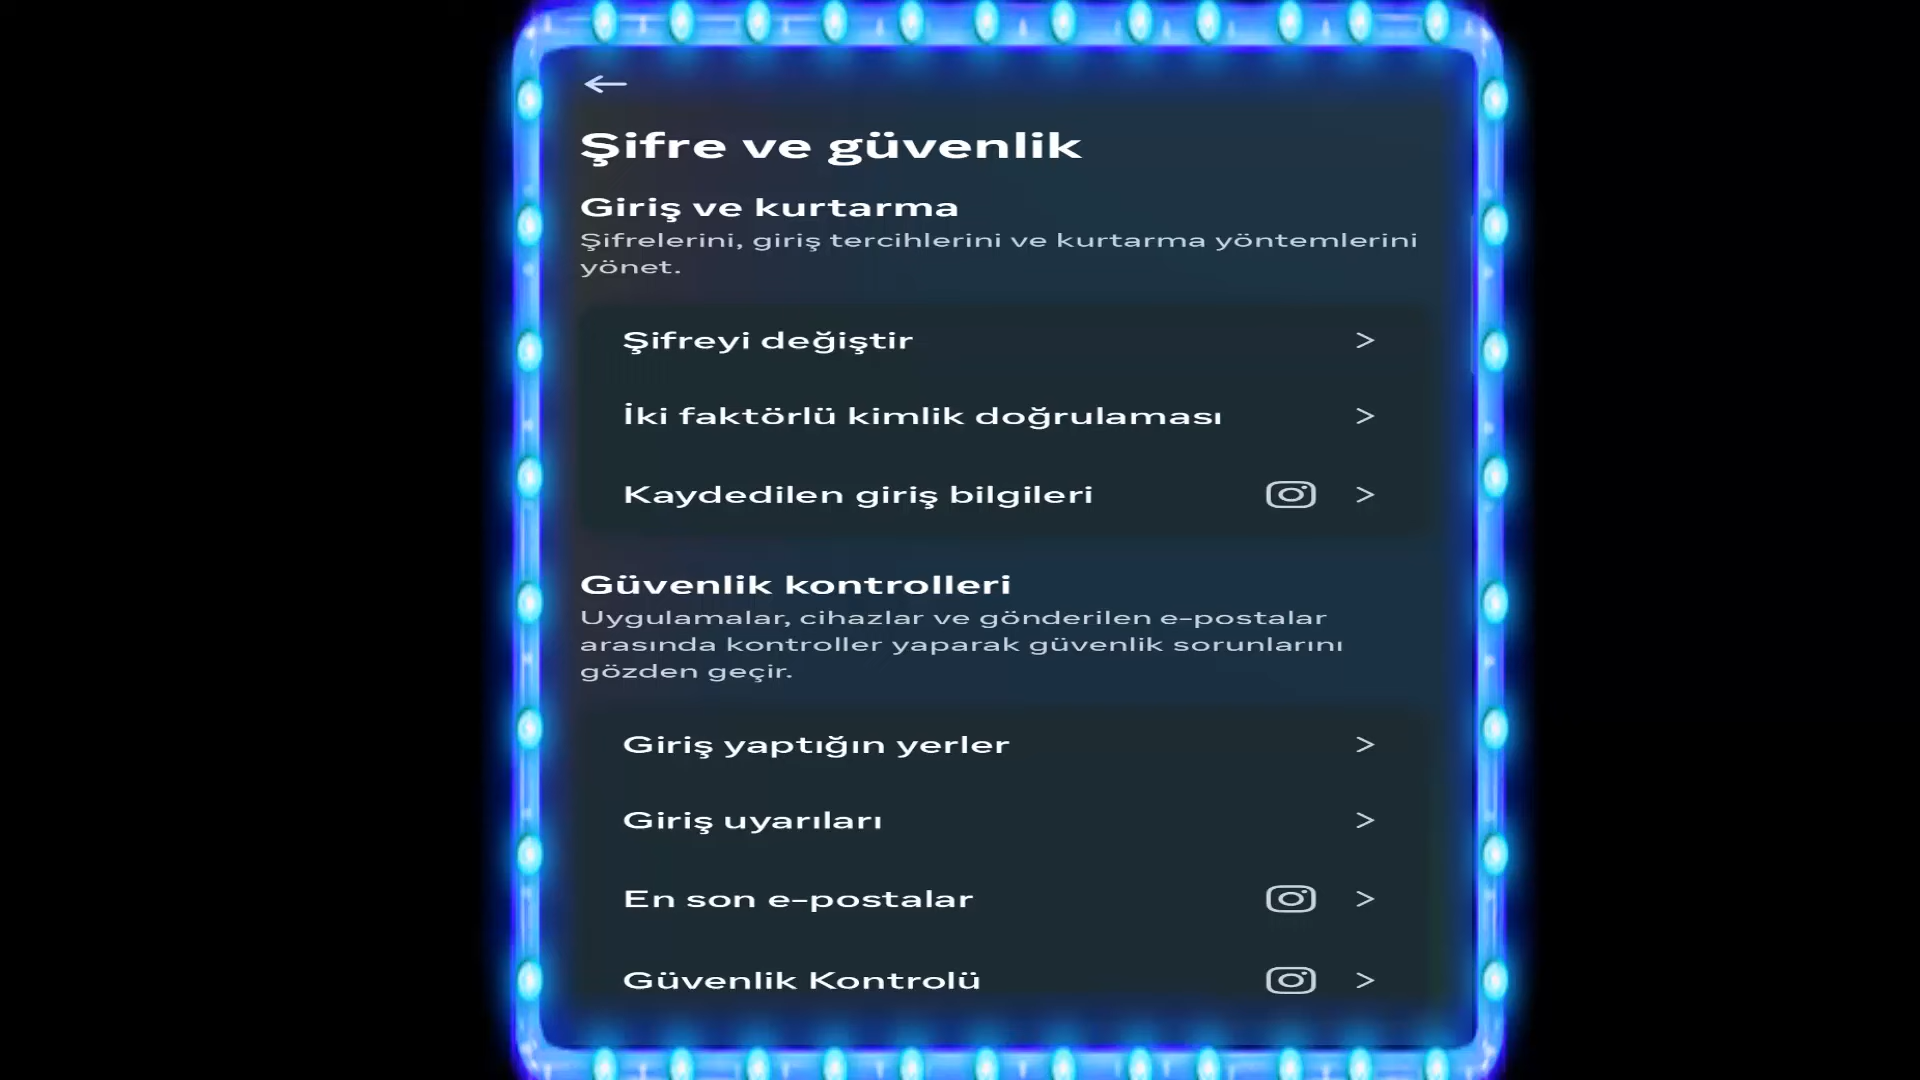 Şifre ve güvenlik
Giriş ve kurtarma
Şifrelerini, giriş tercihlerini ve kurtarma yöntemlerini
yönet.
Şifreyi değiştir
İki faktörlü kimlik doğrulaması
Kaydedilen giriş bilgileri
Güvenlik kontrolleri
Uygulamalar, cihazlar ve gönderilen e-postalar
arasında kontroller yaparak güvenlik sorunlarını
gözden geçir.
Giriş yaptığın yerler
Giriş uyarıları
En son e-postalar
Güvenlik Kontrolü